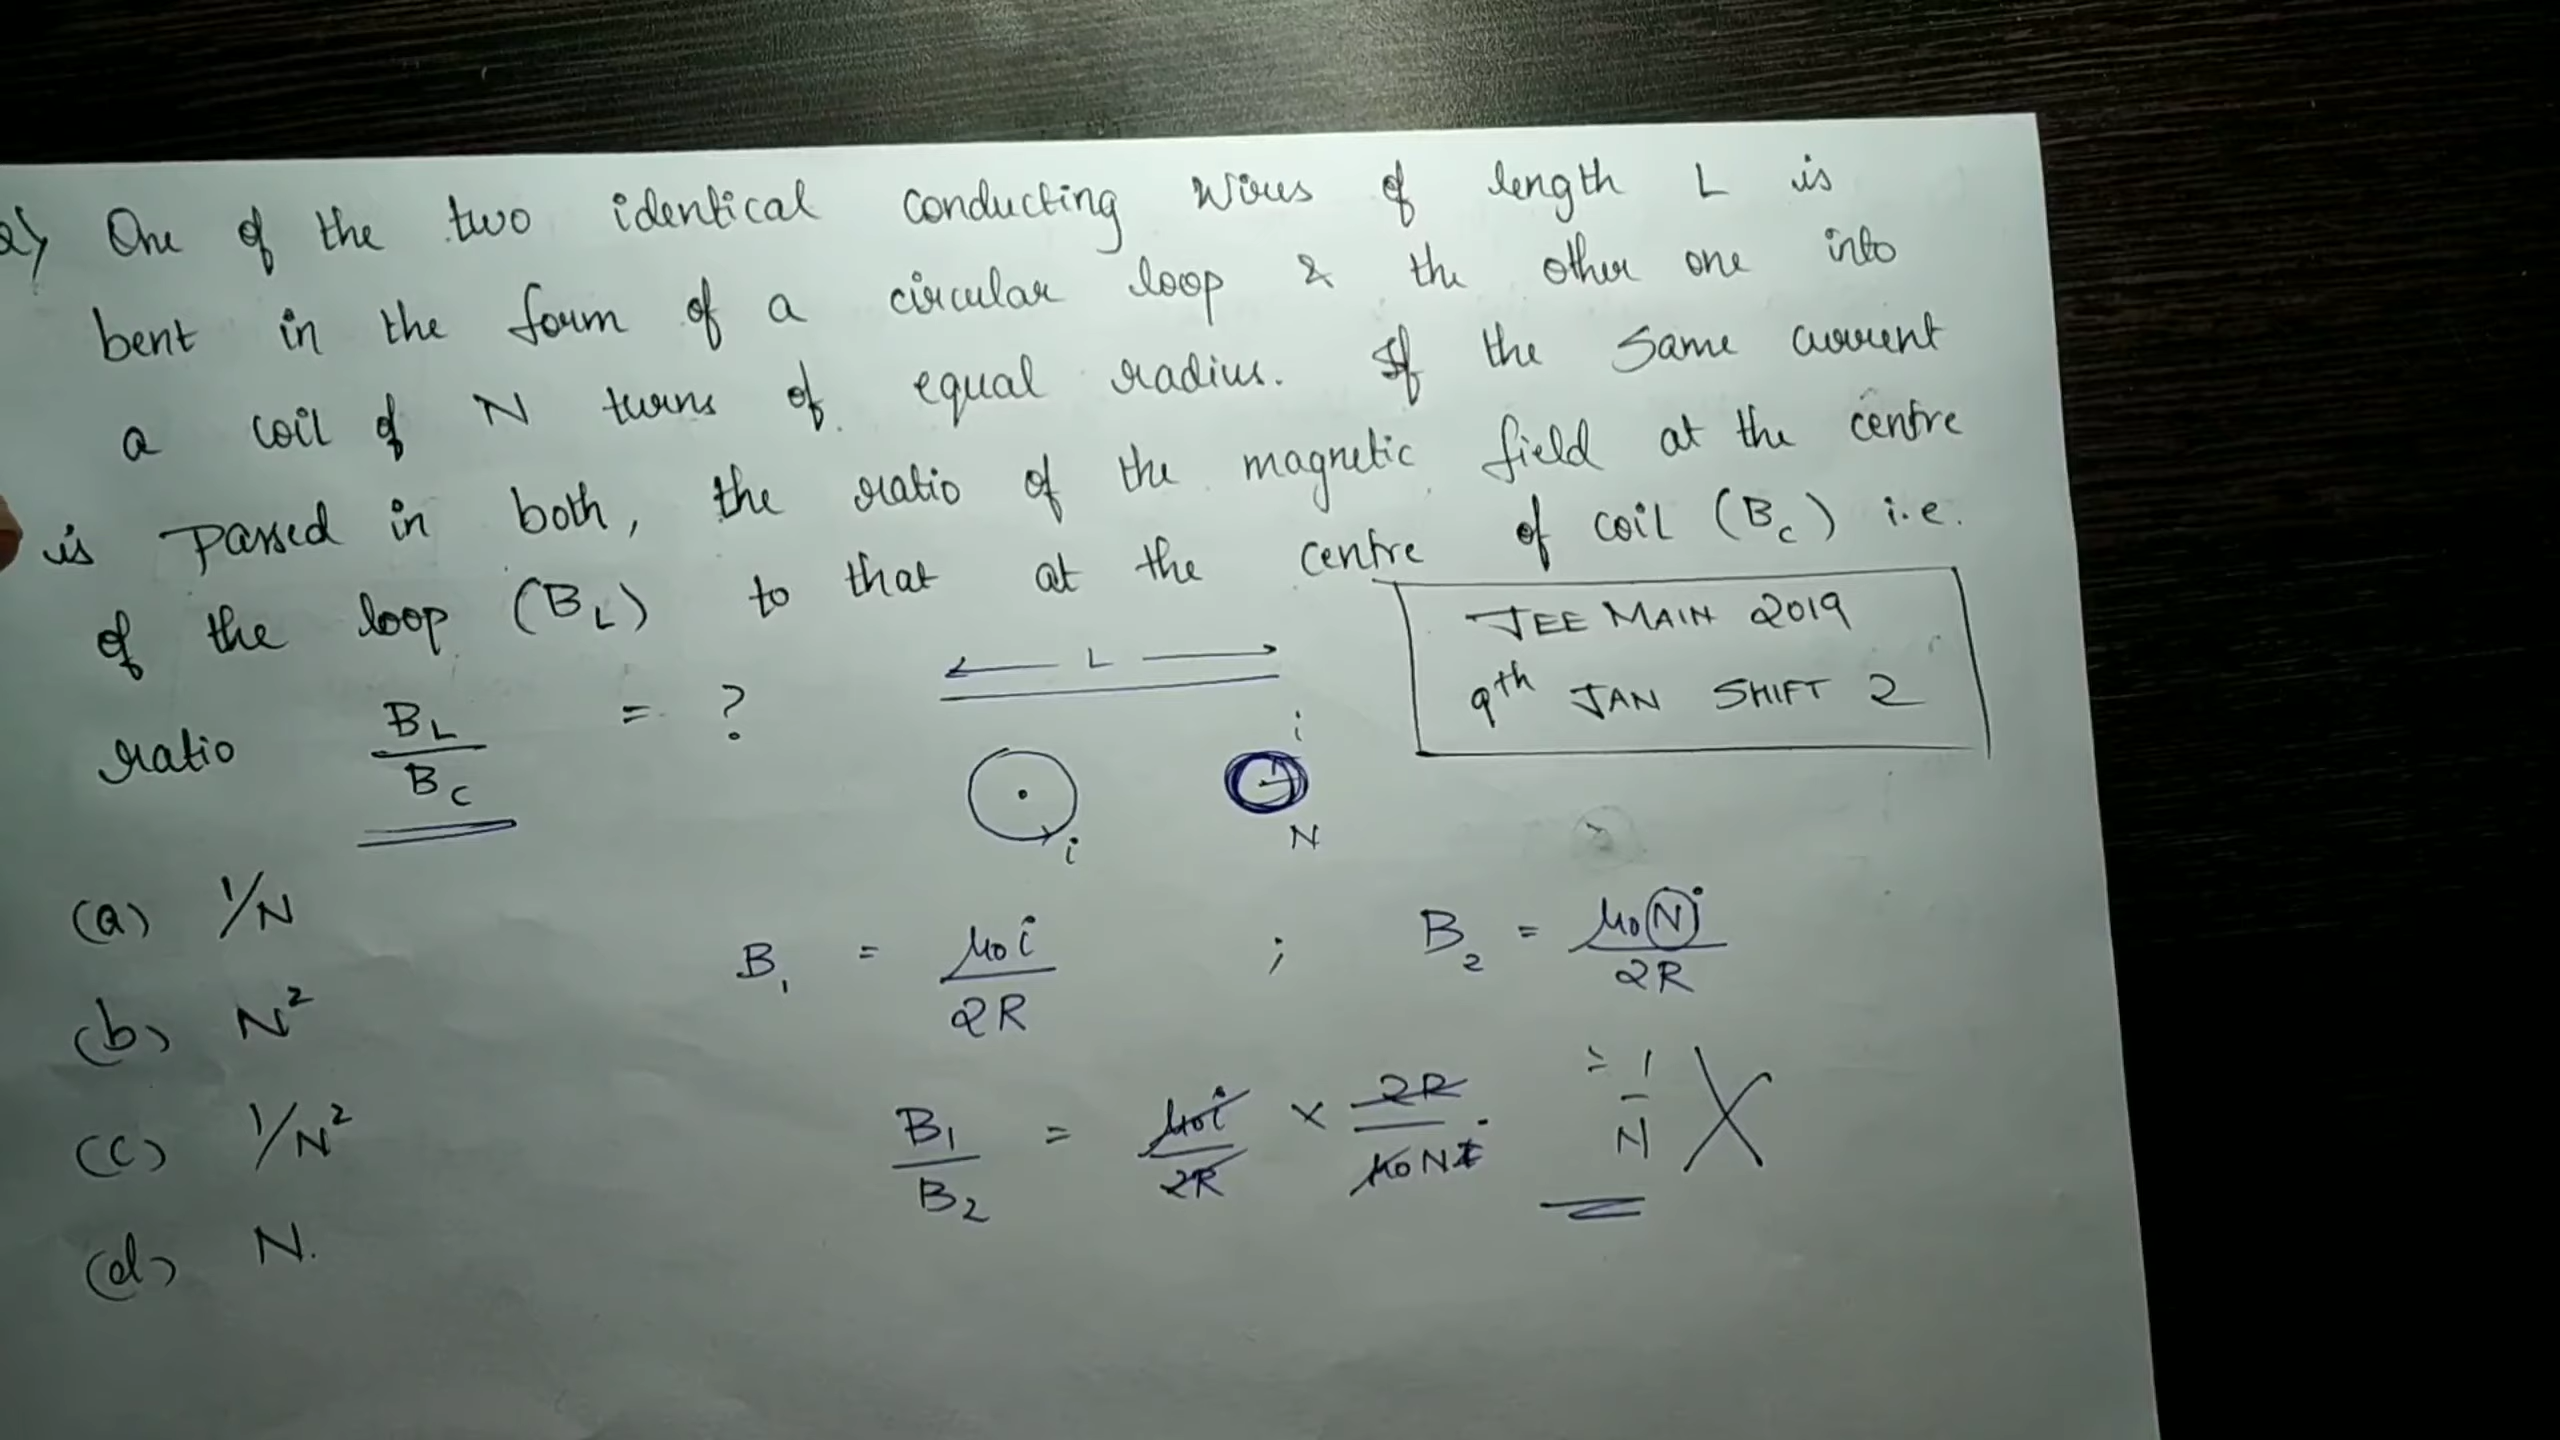 Q) One of the two identical conducting wires of length L is
bent in the form of a circular loop & the other one into
a coil of N turns of equal radius. If the same current
is passed in both, the ratio of the magnetic field at the centre
of the loop (B_L) to that at the centre of coil (B_c) i.e.
ratio B_L/B_C = ?
L
JEE MAIN 2019
9th JAN SHIFT 2
i
i
N
(a) 1/N
B₁ = μ₀i/2R ; B₂ = μ₀Ni/2R
(b) N²
B₁/B₂ = μ₀i/2R × 2R/μ₀Ni = 1/N X
(c) 1/N²
(d) N.